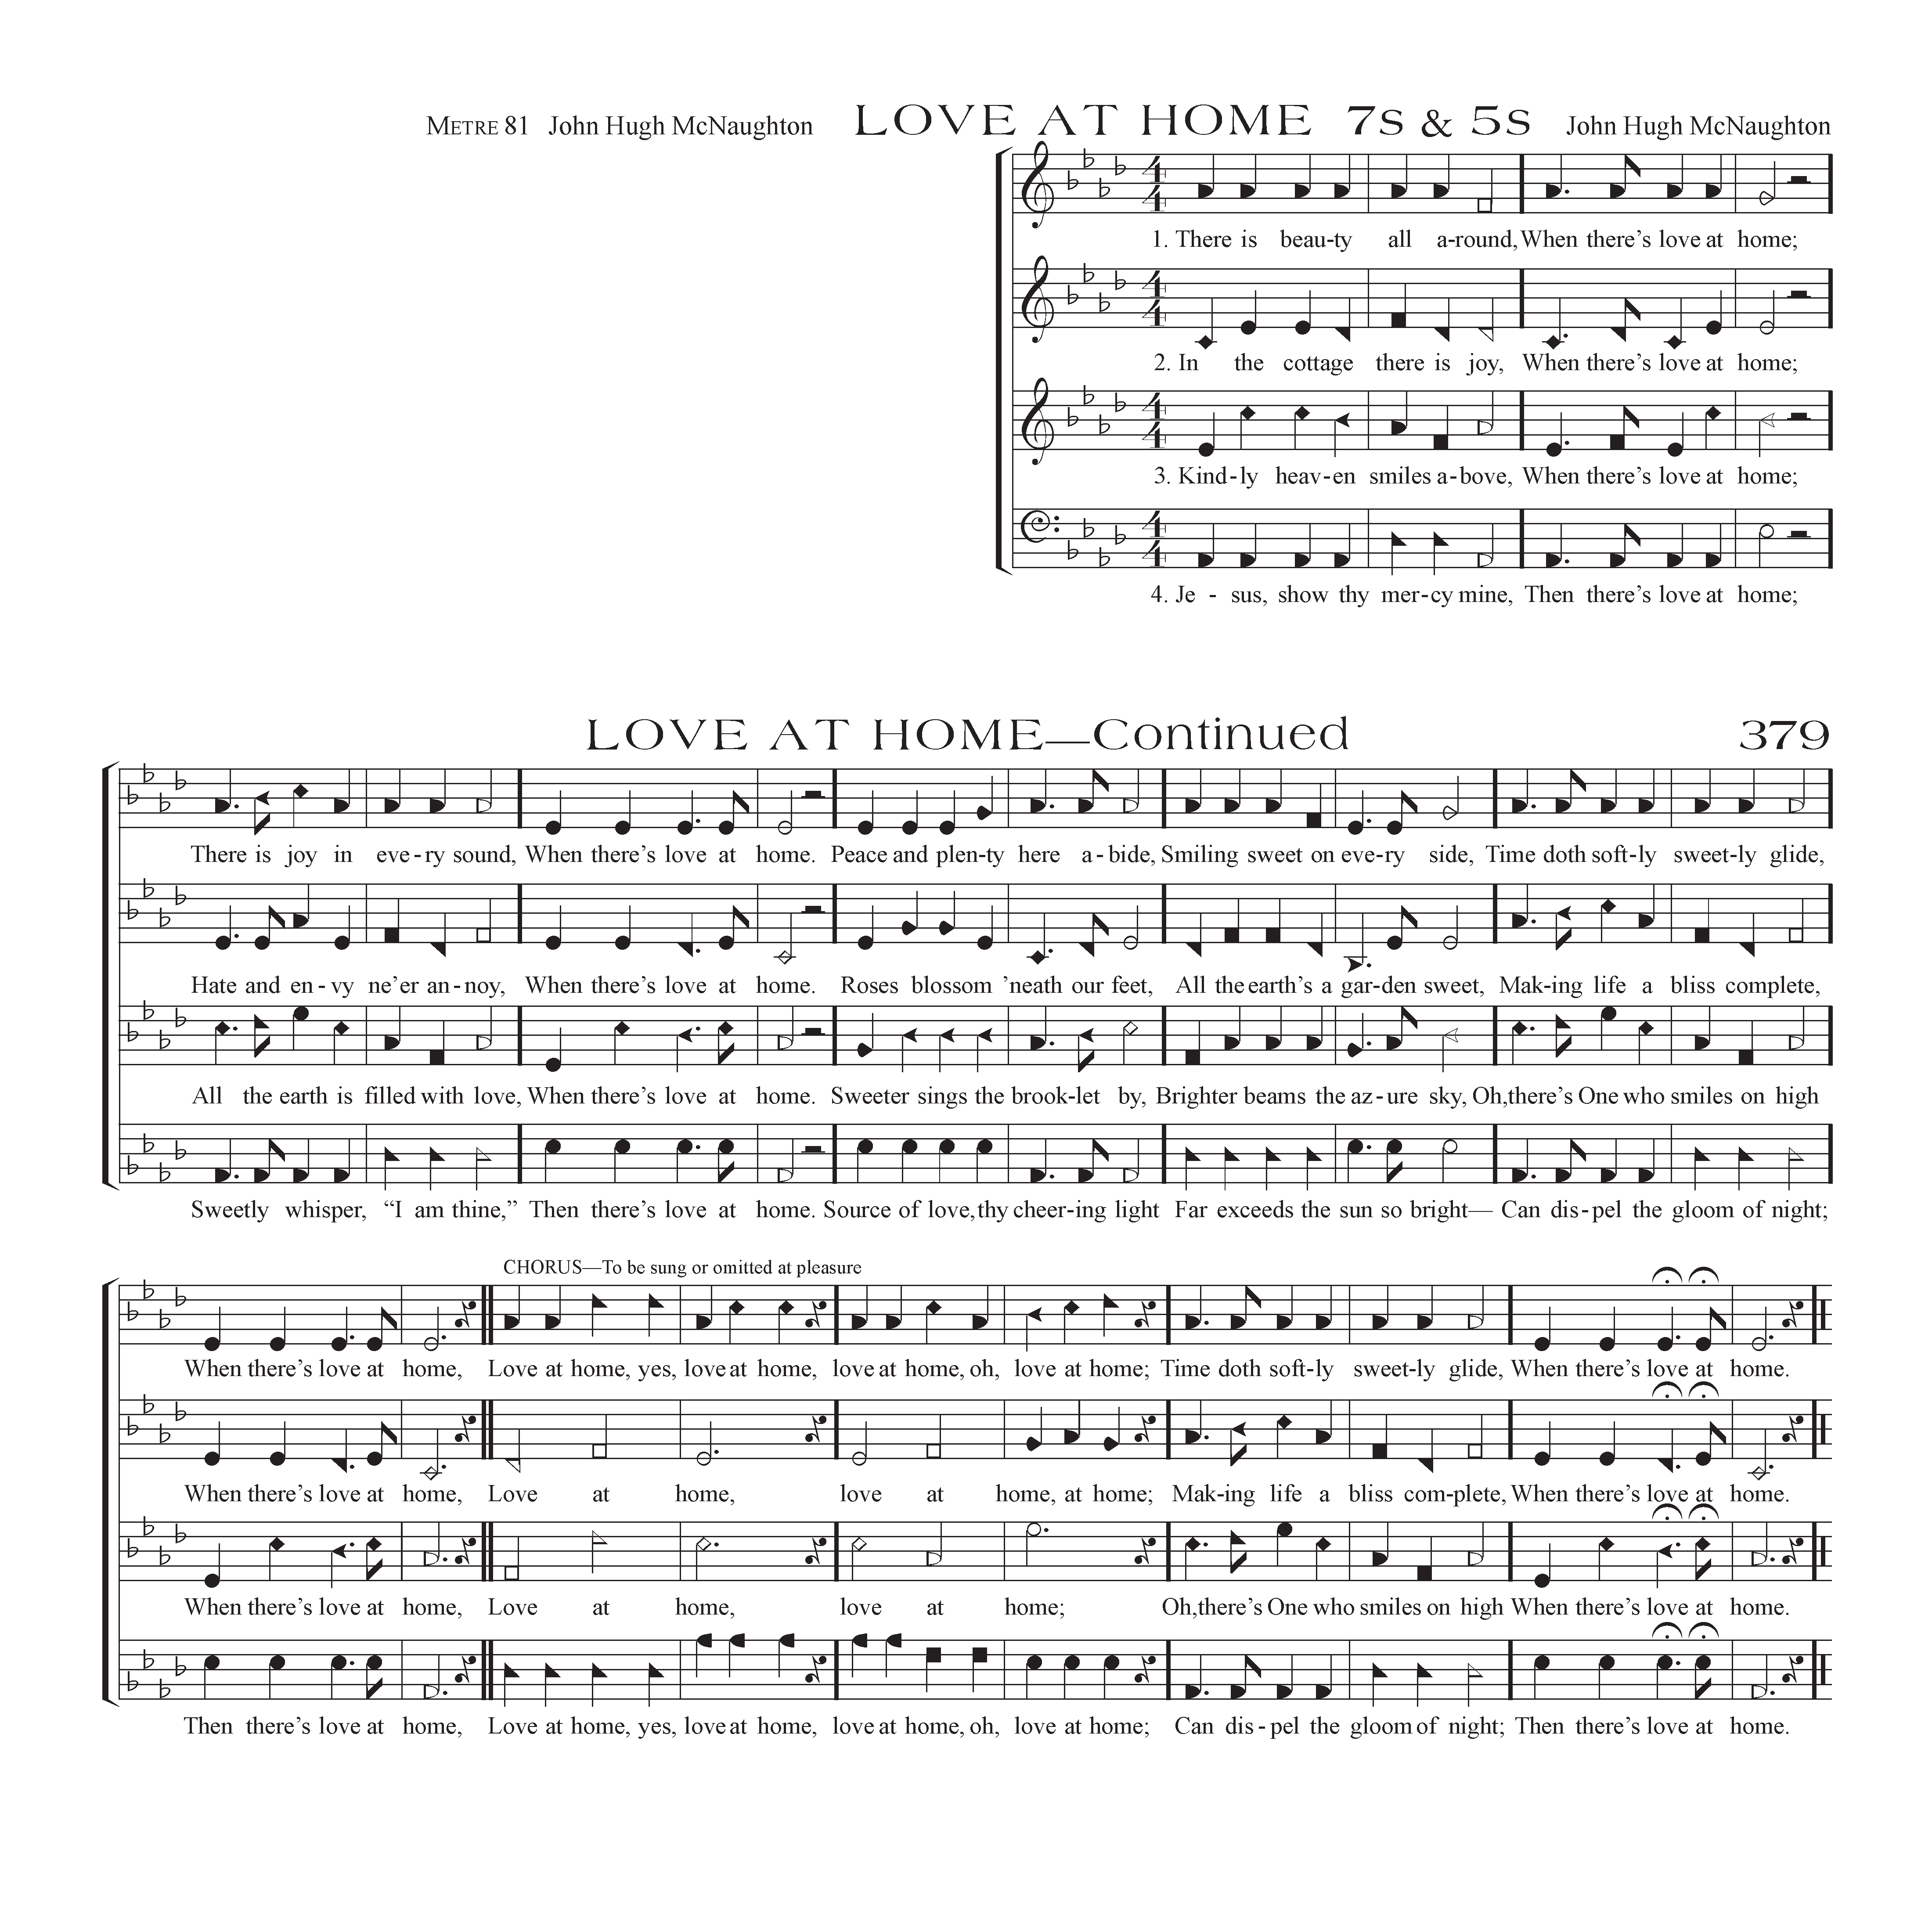 METRE 81 John Hugh McNaughton LOVE AT HOME 7s & 5s John Hugh McNaughton
1. There is beau-ty all a-round, When there’s love at home;
2. In the cottage there is joy, When there’s love at home;
3. Kind-ly heav-en smiles a-bove, When there’s love at home;
4. Je - sus, show thy mer-cy mine, Then there’s love at home;
LOVE AT HOME—Continued 379
There is joy in eve-ry sound, When there’s love at home. Peace and plen-ty here a-bide, Smiling sweet on eve-ry side, Time doth soft-ly sweet-ly glide,
Hate and en-vy ne’er an-noy, When there’s love at home. Roses blossom ’neath our feet, All the earth’s a gar-den sweet, Mak-ing life a bliss complete,
All the earth is filled with love, When there’s love at home. Sweeter sings the brook-let by, Brighter beams the az-ure sky, Oh, there’s One who smiles on high
Sweetly whisper, “I am thine,” Then there’s love at home. Source of love, thy cheer-ing light Far exceeds the sun so bright— Can dis-pel the gloom of night;
CHORUS—To be sung or omitted at pleasure
When there’s love at home, Love at home, yes, love at home, love at home, oh, love at home; Time doth soft-ly sweet-ly glide, When there’s love at home.
When there’s love at home, Love at home, love at home, at home; Mak-ing life a bliss com-plete, When there’s love at home.
When there’s love at home, Love at home, love at home; Oh, there’s One who smiles on high When there’s love at home.
Then there’s love at home, Love at home, yes, love at home, love at home, oh, love at home; Can dis-pel the gloom of night; Then there’s love at home.